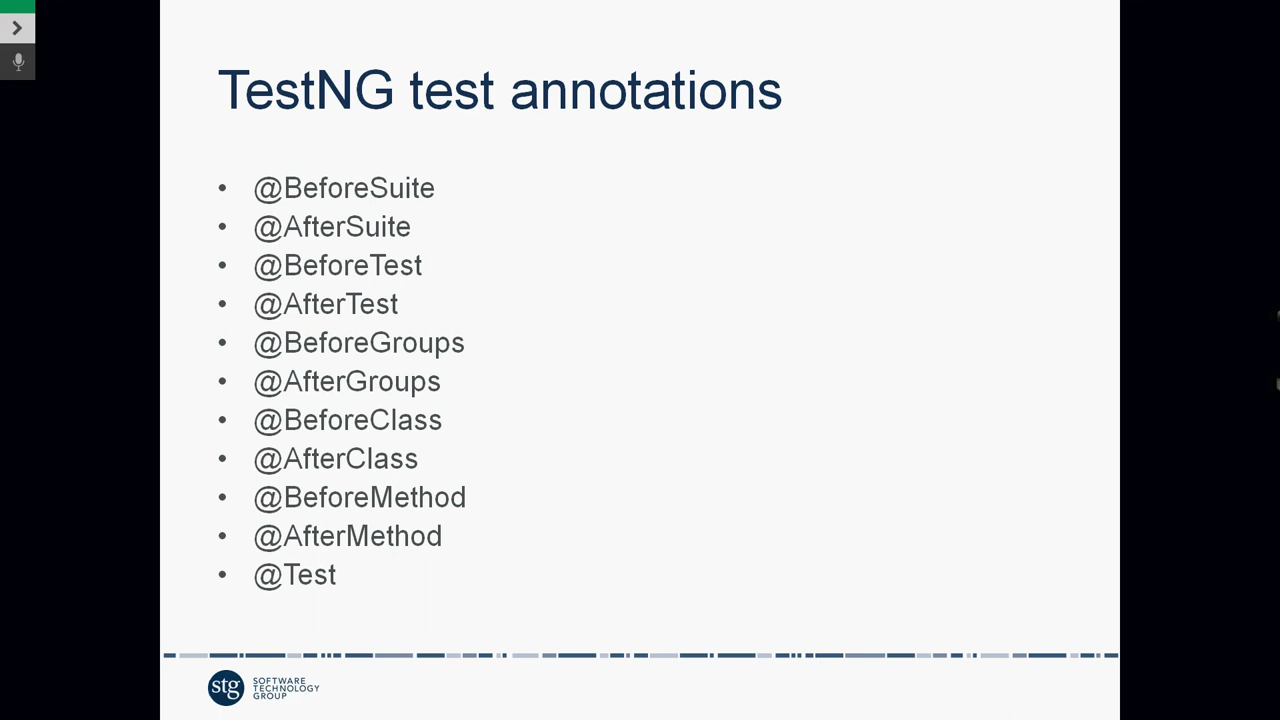 TestNG test annotations
• @BeforeSuite
• @AfterSuite
• @BeforeTest
• @AfterTest
• @BeforeGroups
• @AfterGroups
• @BeforeClass
• @AfterClass
• @BeforeMethod
• @AfterMethod
• @Test
stg
SOFTWARE
TECHNOLOGY
GROUP